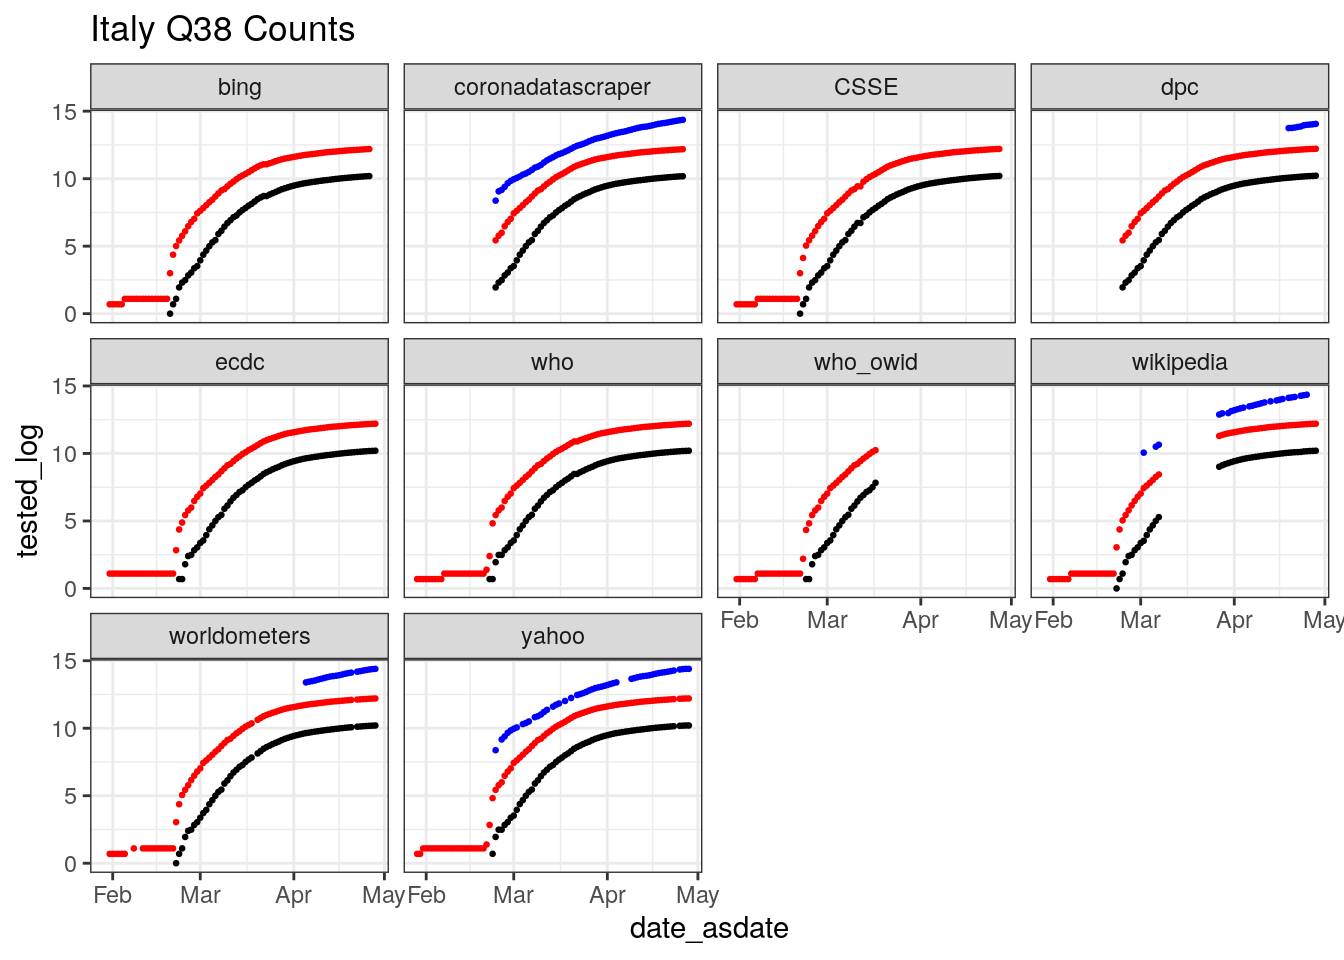 Italy Q38 Counts
bing coronadatascraper CSSE dpc
15
10
5
0
ecdc who who_owid wikipedia
15
10
5
0
Feb Mar Apr May Feb Mar Apr May
worldometers yahoo
15
10
5
0
Feb Mar Apr May Feb Mar Apr May
tested_log
date_asdate